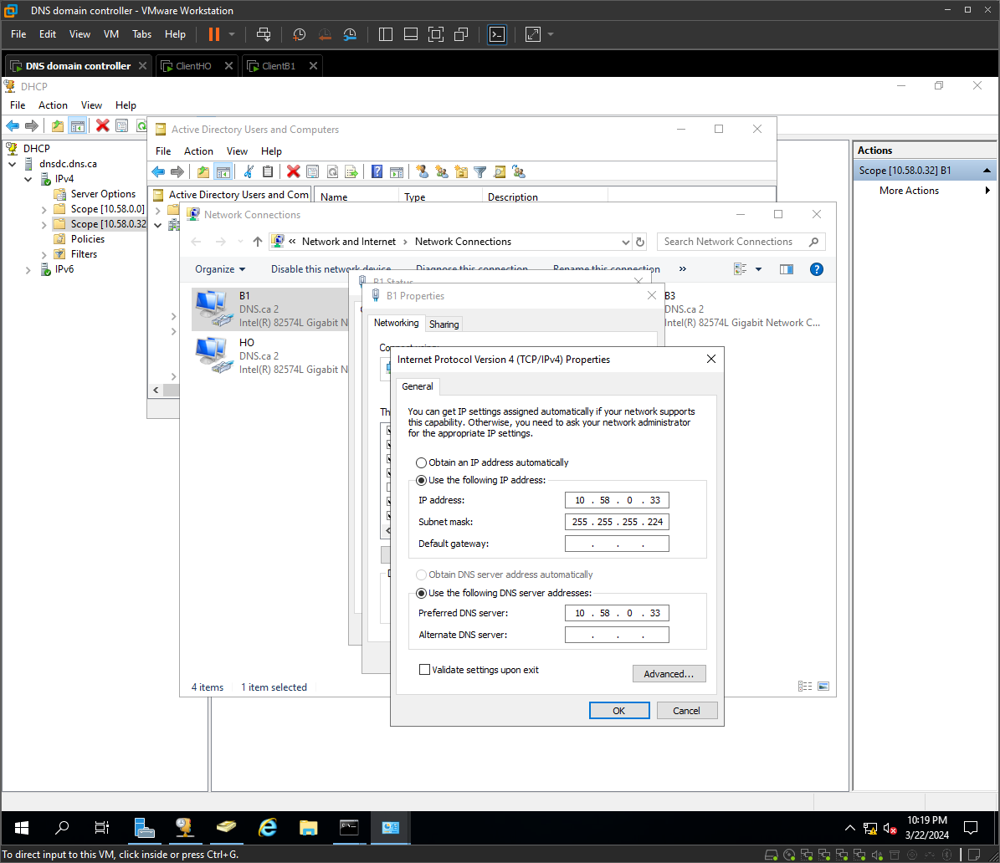 DNS domain controller - VMware Workstation
File Edit View VM Tabs Help
DNS domain controller ClientHO ClientB1
DHCP
File Action View Help
DHCP
dnsdc.dns.ca
IPv4
Server Options
Scope [10.58.0.0]
Scope [10.58.0.32
Policies
Filters
IPv6
Active Directory Users and Computers
File Action View Help
Active Directory Users and Com
Name Type Description
Network Connections
« Network and Internet › Network Connections
Search Network Connections
Organize Disable this network device Diagnose this connection Rename this connection »
B1
DNS.ca 2
Intel(R) 82574L Gigabit N
HO
DNS.ca 2
Intel(R) 82574L Gigabit N
B3
DNS.ca 2
Intel(R) 82574L Gigabit Network C...
4 items 1 item selected
B1 Status
B1 Properties
Networking Sharing
Internet Protocol Version 4 (TCP/IPv4) Properties
General
You can get IP settings assigned automatically if your network supports
this capability. Otherwise, you need to ask your network administrator
for the appropriate IP settings.
Obtain an IP address automatically
Use the following IP address:
IP address: 10 . 58 . 0 . 33
Subnet mask: 255 . 255 . 255 . 224
Default gateway: . . .
Obtain DNS server address automatically
Use the following DNS server addresses:
Preferred DNS server: 10 . 58 . 0 . 33
Alternate DNS server: . . .
Validate settings upon exit
Advanced...
OK Cancel
Actions
Scope [10.58.0.32] B1
More Actions
10:19 PM
3/22/2024
To direct input to this VM, click inside or press Ctrl+G.